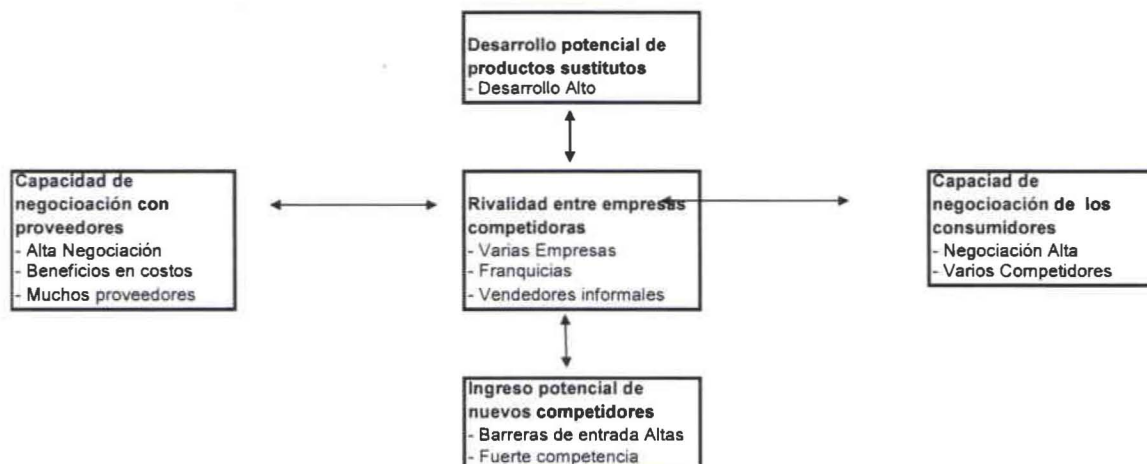 Desarrollo potencial de
productos sustitutos
- Desarrollo Alto
Capacidad de
negocioación con
proveedores
- Alta Negociación
- Beneficios en costos
- Muchos proveedores
Rivalidad entre empresas
competidoras
- Varias Empresas
- Franquicias
- Vendedores informales
Capaciad de
negocioación de los
consumidores
- Negociación Alta
- Varios Competidores
Ingreso potencial de
nuevos competidores
- Barreras de entrada Altas
- Fuerte competencia